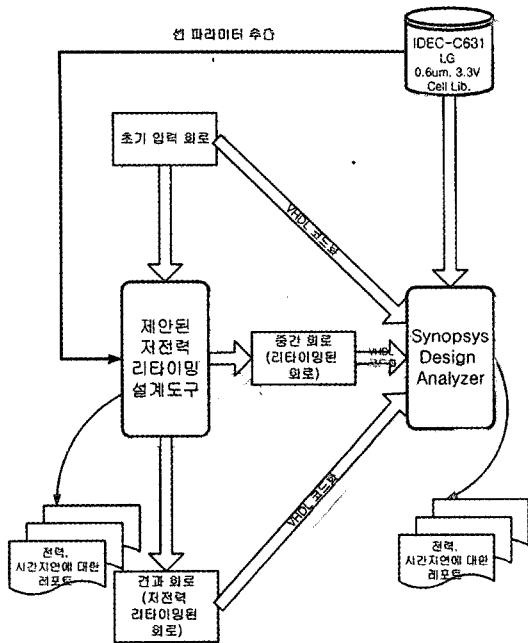 셀 파라미터 추출
IDEC-C631
LG
0.6um, 3.3V
Cell Lib.
초기 입력 회로
VHDL 코드화
제안된
저전력
리타이밍
설계도구
중간 회로
(리타이밍된
회로)
VHDL
코드화
Synopsys
Design
Analyzer
VHDL 코드화
전력,
시간지연에 대한
레포트
결과 회로
(저전력
리타이밍된
회로)
전력,
시간지연에 대한
레포트